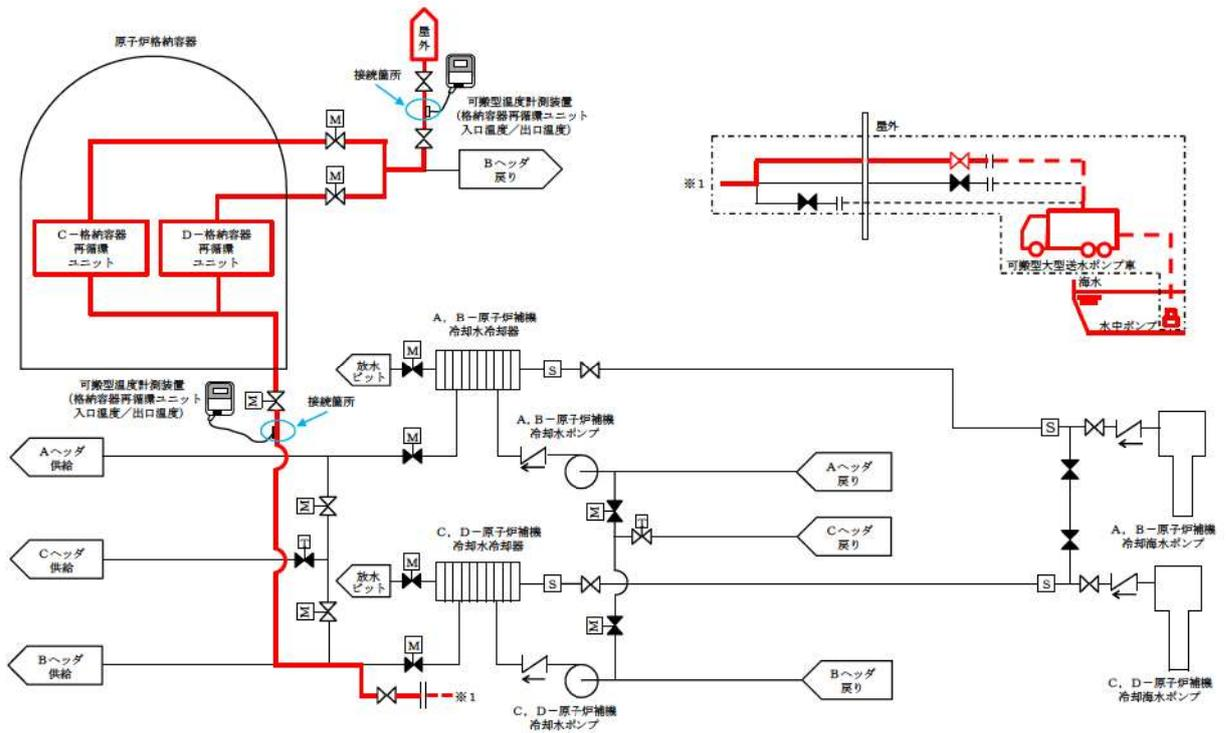 原子炉格納容器
屋
外
接続箇所
可搬型温度計測装置
(格納容器再循環ユニット
入口温度/出口温度)
M
M
Bヘッダ
戻り
C-格納容器
再循環
ユニット
D-格納容器
再循環
ユニット
屋外
※1
可搬型大型送水ポンプ車
海水
水中ポンプ
可搬型温度計測装置
(格納容器再循環ユニット
入口温度/出口温度)
M
接続箇所
A,B-原子炉補機
冷却水冷却器
放水
ピット
M
S
A,B-原子炉補機
冷却水ポンプ
S
A,B-原子炉補機
冷却海水ポンプ
Aヘッダ
供給
M
Aヘッダ
戻り
M
M
T
Cヘッダ
戻り
Cヘッダ
供給
T
C,D-原子炉補機
冷却水冷却器
放水
ピット
M
S
S
M
M
Bヘッダ
供給
M
Bヘッダ
戻り
C,D-原子炉補機
冷却海水ポンプ
※1
C,D-原子炉補機
冷却水ポンプ